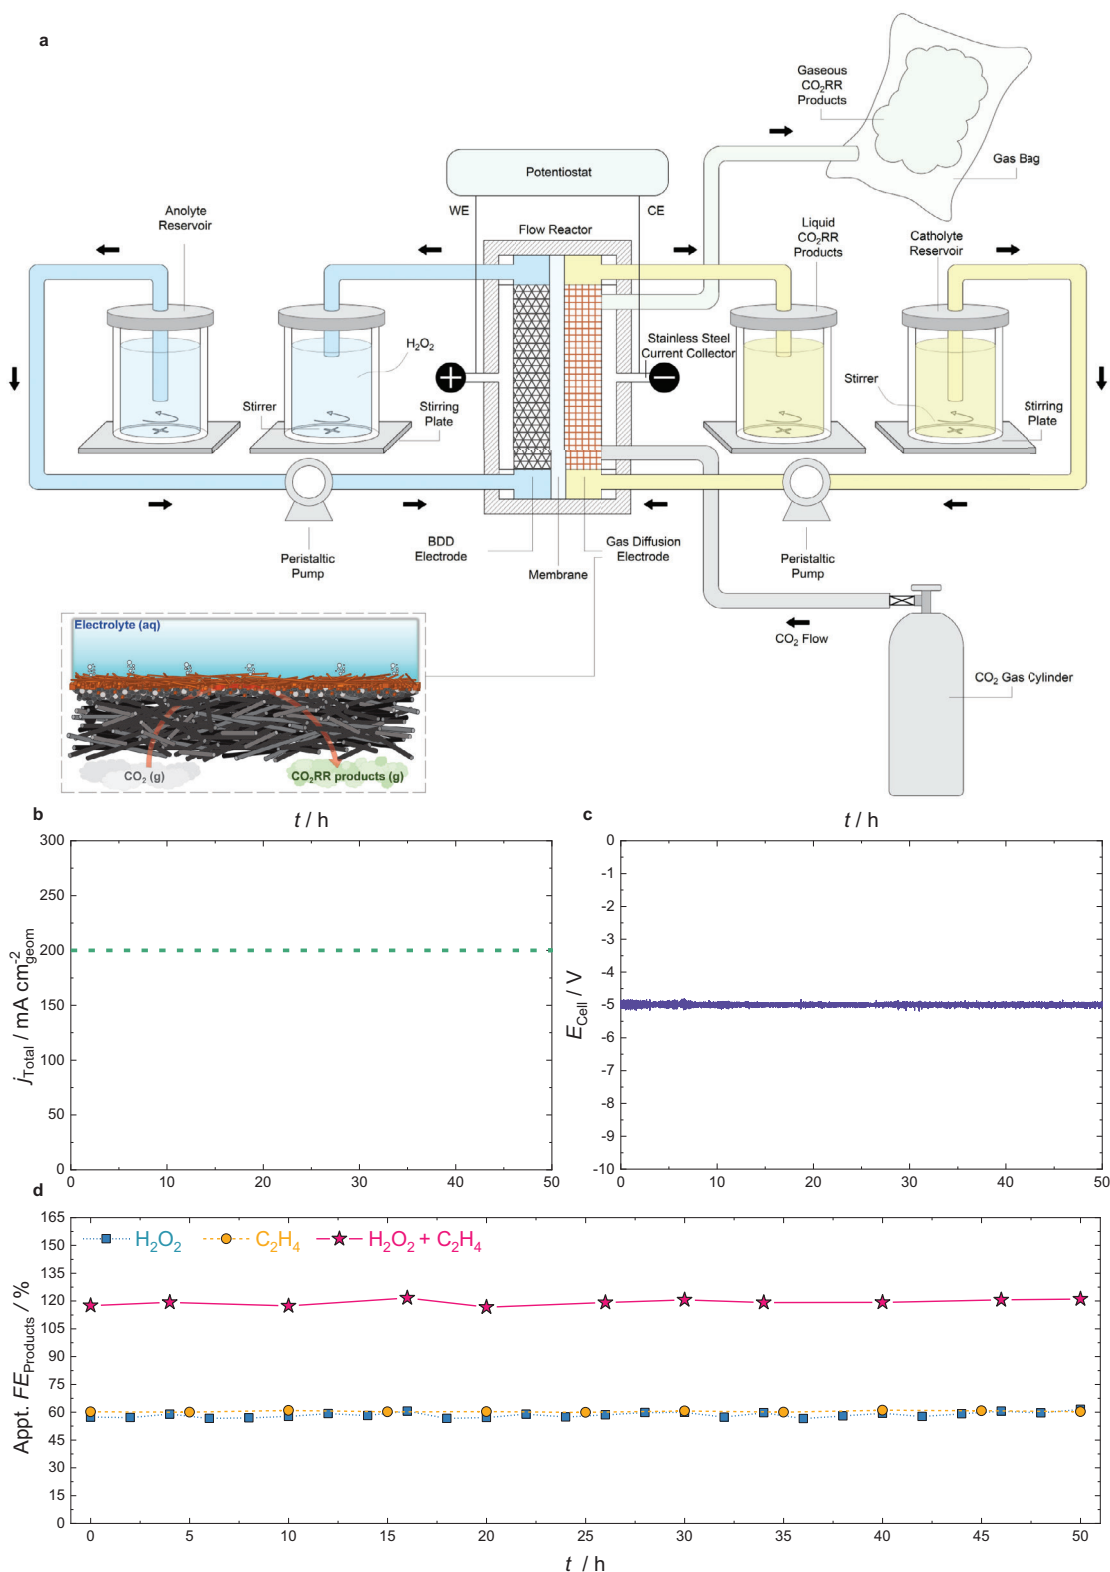 a
Gaseous
CO₂RR
Products
Gas Bag
Potentiostat
WE
CE
Anolyte
Reservoir
Flow Reactor
Liquid
CO₂RR
Products
Catholyte
Reservoir
H₂O₂
Stainless Steel
Current Collector
+
−
Stirrer
Stirring
Plate
Stirrer
Stirring
Plate
Peristaltic
Pump
BDD
Electrode
Membrane
Gas Diffusion
Electrode
Peristaltic
Pump
CO₂ Flow
CO₂ Gas Cylinder
Electrolyte (aq)
CO₂ (g)
CO₂RR products (g)
b
t / h
300
250
200
150
100
50
0
0 10 20 30 40 50
j_Total / mA cm⁻²_geom
c
t / h
0
-1
-2
-3
-4
-5
-6
-7
-8
-9
-10
0 10 20 30 40 50
E_Cell / V
d
165
150
135
120
105
90
75
60
45
30
15
0
H₂O₂ C₂H₄ H₂O₂ + C₂H₄
Appt. FE_Products / %
0 5 10 15 20 25 30 35 40 45 50
t / h